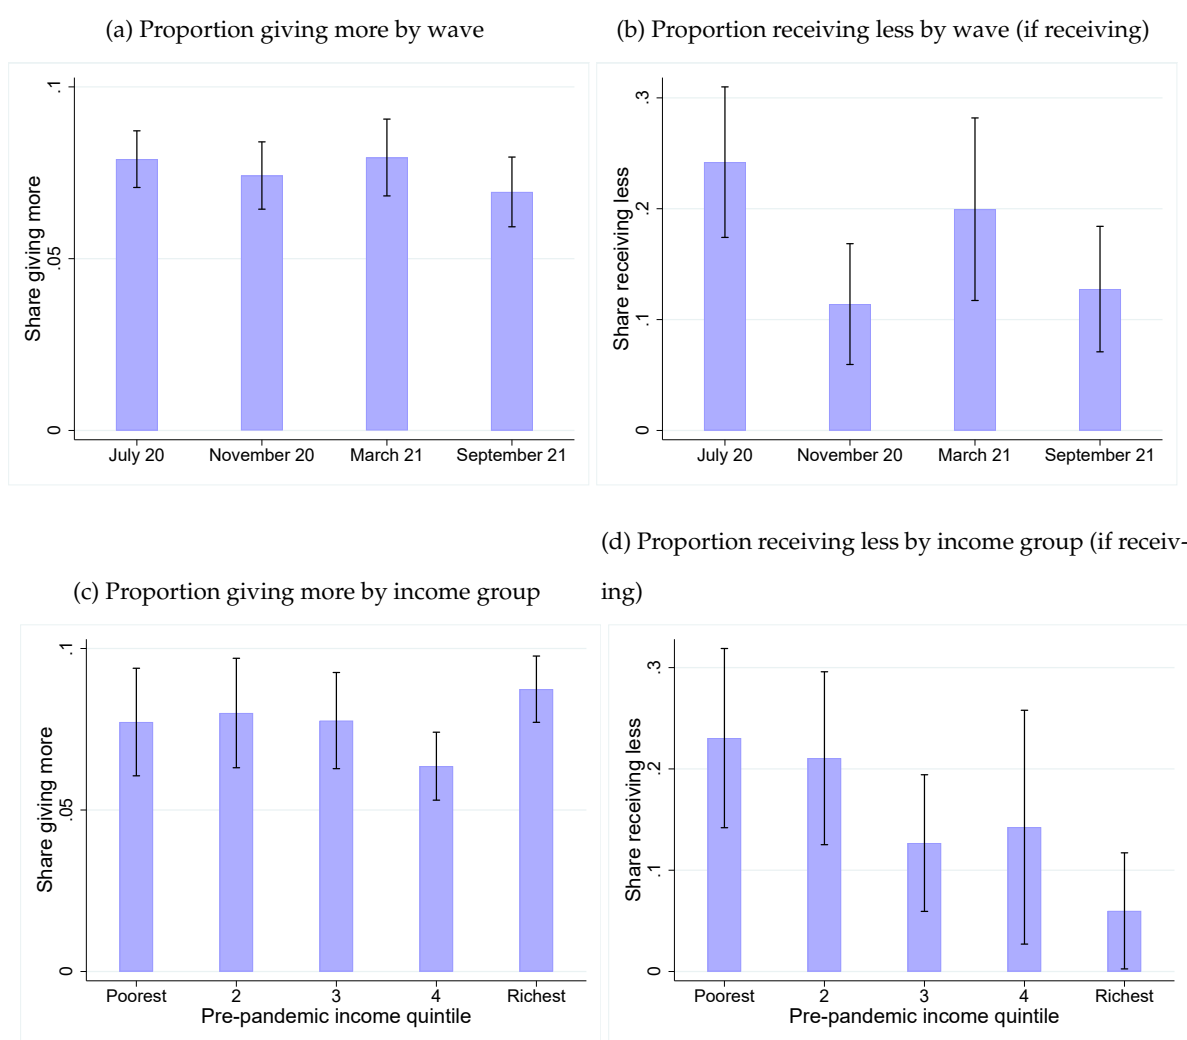 (a) Proportion giving more by wave
Share giving more
.1
.05
0
July 20 November 20 March 21 September 21
(b) Proportion receiving less by wave (if receiving)
Share receiving less
.3
.2
.1
0
July 20 November 20 March 21 September 21
(c) Proportion giving more by income group
Share giving more
.1
.05
0
Poorest 2 3 4 Richest
Pre-pandemic income quintile
(d) Proportion receiving less by income group (if receiv-
ing)
Share receiving less
.3
.2
.1
0
Poorest 2 3 4 Richest
Pre-pandemic income quintile